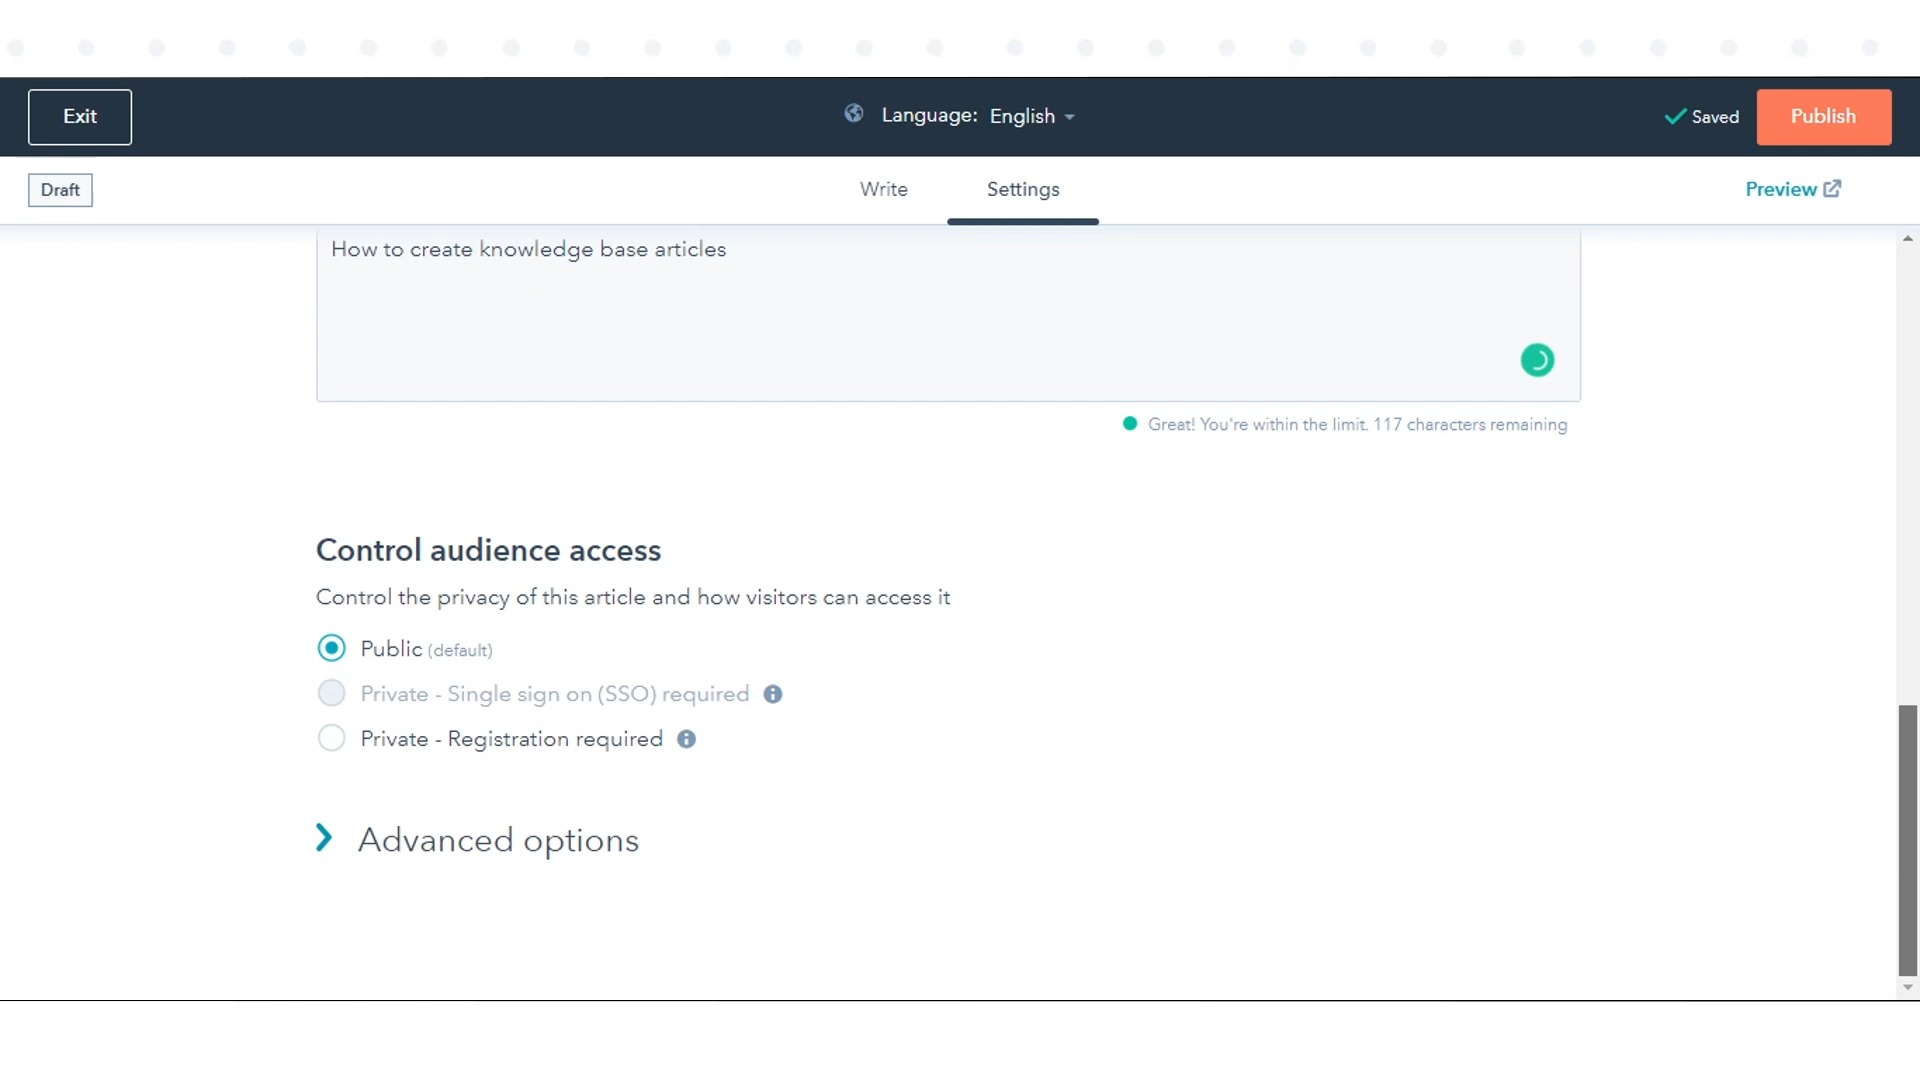 Exit
Language: English
Saved
Publish
Draft
Write
Settings
Preview
How to create knowledge base articles
Great! You're within the limit. 117 characters remaining
Control audience access
Control the privacy of this article and how visitors can access it
Public (default)
Private - Single sign on (SSO) required
Private - Registration required
Advanced options